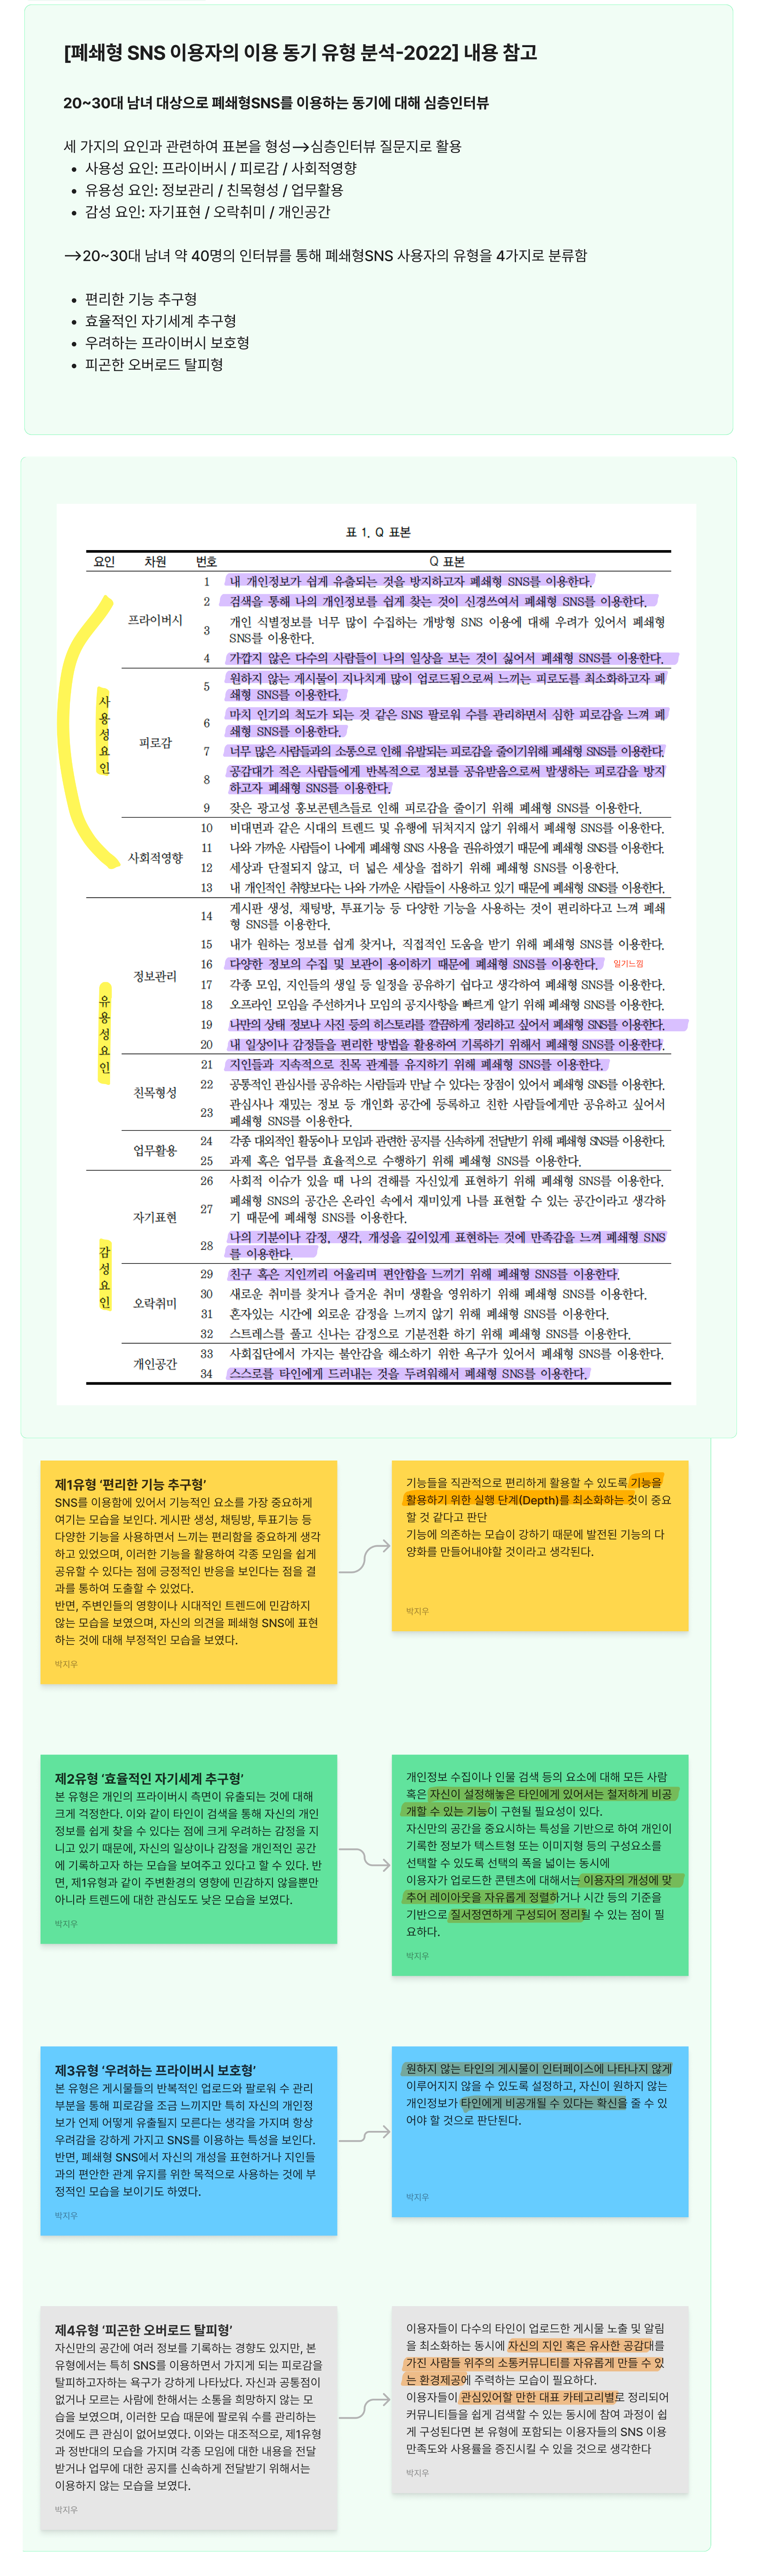 [폐쇄형 SNS 이용자의 이용 동기 유형 분석-2022] 내용 참고
20~30대 남녀 대상으로 폐쇄형SNS를 이용하는 동기에 대해 심층인터뷰
세 가지의 요인과 관련하여 표본을 형성→심층인터뷰 질문지로 활용
• 사용성 요인: 프라이버시 / 피로감 / 사회적영향
• 유용성 요인: 정보관리 / 친목형성 / 업무활용
• 감성 요인: 자기표현 / 오락취미 / 개인공간
→20~30대 남녀 약 40명의 인터뷰를 통해 폐쇄형SNS 사용자의 유형을 4가지로 분류함
• 편리한 기능 추구형
• 효율적인 자기세계 추구형
• 우려하는 프라이버시 보호형
• 피곤한 오버로드 탈피형
표 1. Q 표본
요인 차원 번호 Q 표본
사용성요인
프라이버시
1 내 개인정보가 쉽게 유출되는 것을 방지하고자 폐쇄형 SNS를 이용한다.
2 검색을 통해 나의 개인정보를 쉽게 찾는 것이 신경쓰여서 폐쇄형 SNS를 이용한다.
3 개인 식별정보를 너무 많이 수집하는 개방형 SNS 이용에 대해 우려가 있어서 폐쇄형
SNS를 이용한다.
4 가깝지 않은 다수의 사람들이 나의 일상을 보는 것이 싫어서 폐쇄형 SNS를 이용한다.
피로감
5 원하지 않는 게시물이 지나치게 많이 업로드됨으로써 느끼는 피로도를 최소화하고자 폐
쇄형 SNS를 이용한다.
6 마치 인기의 척도가 되는 것 같은 SNS 팔로워 수를 관리하면서 심한 피로감을 느껴 폐
쇄형 SNS를 이용한다.
7 너무 많은 사람들과의 소통으로 인해 유발되는 피로감을 줄이기위해 폐쇄형 SNS를 이용한다.
8 공감대가 적은 사람들에게 반복적으로 정보를 공유받음으로써 발생하는 피로감을 방지
하고자 폐쇄형 SNS를 이용한다.
9 잦은 광고성 홍보콘텐츠들로 인해 피로감을 줄이기 위해 폐쇄형 SNS를 이용한다.
사회적영향
10 비대면과 같은 시대의 트렌드 및 유행에 뒤처지지 않기 위해서 폐쇄형 SNS를 이용한다.
11 나와 가까운 사람들이 나에게 폐쇄형 SNS 사용을 권유하였기 때문에 폐쇄형 SNS를 이용한다.
12 세상과 단절되지 않고, 더 넓은 세상을 접하기 위해 폐쇄형 SNS를 이용한다.
13 내 개인적인 취향보다는 나와 가까운 사람들이 사용하고 있기 때문에 폐쇄형 SNS를 이용한다.
유용성요인
정보관리
14 게시판 생성, 채팅방, 투표기능 등 다양한 기능을 사용하는 것이 편리하다고 느껴 폐쇄
형 SNS를 이용한다.
15 내가 원하는 정보를 쉽게 찾거나, 직접적인 도움을 받기 위해 폐쇄형 SNS를 이용한다.
16 다양한 정보의 수집 및 보관이 용이하기 때문에 폐쇄형 SNS를 이용한다. 일기느낌
17 각종 모임, 지인들의 생일 등 일정을 공유하기 쉽다고 생각하여 폐쇄형 SNS를 이용한다.
18 오프라인 모임을 주선하거나 모임의 공지사항을 빠르게 알기 위해 폐쇄형 SNS를 이용한다.
19 나만의 상태 정보나 사진 등의 히스토리를 깔끔하게 정리하고 싶어서 폐쇄형 SNS를 이용한다.
20 내 일상이나 감정들을 편리한 방법을 활용하여 기록하기 위해서 폐쇄형 SNS를 이용한다.
친목형성
21 지인들과 지속적으로 친목 관계를 유지하기 위해 폐쇄형 SNS를 이용한다.
22 공통적인 관심사를 공유하는 사람들과 만날 수 있다는 장점이 있어서 폐쇄형 SNS를 이용한다.
23 관심사나 재밌는 정보 등 개인화 공간에 등록하고 친한 사람들에게만 공유하고 싶어서
폐쇄형 SNS를 이용한다.
업무활용
24 각종 대외적인 활동이나 모임과 관련한 공지를 신속하게 전달받기 위해 폐쇄형 SNS를 이용한다.
25 과제 혹은 업무를 효율적으로 수행하기 위해 폐쇄형 SNS를 이용한다.
감성요인
자기표현
26 사회적 이슈가 있을 때 나의 견해를 자신있게 표현하기 위해 폐쇄형 SNS를 이용한다.
27 폐쇄형 SNS의 공간은 온라인 속에서 재미있게 나를 표현할 수 있는 공간이라고 생각하
기 때문에 폐쇄형 SNS를 이용한다.
28 나의 기분이나 감정, 생각, 개성을 깊이있게 표현하는 것에 만족감을 느껴 폐쇄형 SNS
를 이용한다.
오락취미
29 친구 혹은 지인끼리 어울리며 편안함을 느끼기 위해 폐쇄형 SNS를 이용한다.
30 새로운 취미를 찾거나 즐거운 취미 생활을 영위하기 위해 폐쇄형 SNS를 이용한다.
31 혼자있는 시간에 외로운 감정을 느끼지 않기 위해 폐쇄형 SNS를 이용한다.
32 스트레스를 풀고 신나는 감정으로 기분전환 하기 위해 폐쇄형 SNS를 이용한다.
개인공간
33 사회집단에서 가지는 불안감을 해소하기 위한 욕구가 있어서 폐쇄형 SNS를 이용한다.
34 스스로를 타인에게 드러내는 것을 두려워해서 폐쇄형 SNS를 이용한다.
제1유형 ‘편리한 기능 추구형’
SNS를 이용함에 있어서 기능적인 요소를 가장 중요하게
여기는 모습을 보인다. 게시판 생성, 채팅방, 투표기능 등
다양한 기능을 사용하면서 느끼는 편리함을 중요하게 생각
하고 있었으며, 이러한 기능을 활용하여 각종 모임을 쉽게
공유할 수 있다는 점에 긍정적인 반응을 보인다는 점을 결
과를 통하여 도출할 수 있었다.
반면, 주변인들의 영향이나 시대적인 트렌드에 민감하지
않는 모습을 보였으며, 자신의 의견을 페쇄형 SNS에 표현
하는 것에 대해 부정적인 모습을 보였다.
박지우
기능들을 직관적으로 편리하게 활용할 수 있도록 기능을
활용하기 위한 실행 단계(Depth)를 최소화하는 것이 중요
할 것 같다고 판단
기능에 의존하는 모습이 강하기 때문에 발전된 기능의 다
양화를 만들어내야할 것이라고 생각된다.
박지우
제2유형 ‘효율적인 자기세계 추구형’
본 유형은 개인의 프라이버시 측면이 유출되는 것에 대해
크게 걱정한다. 이와 같이 타인이 검색을 통해 자신의 개인
정보를 쉽게 찾을 수 있다는 점에 크게 우려하는 감정을 지
니고 있기 때문에, 자신의 일상이나 감정을 개인적인 공간
에 기록하고자 하는 모습을 보여주고 있다고 할 수 있다. 반
면, 제1유형과 같이 주변환경의 영향에 민감하지 않을뿐만
아니라 트렌드에 대한 관심도도 낮은 모습을 보였다.
박지우
개인정보 수집이나 인물 검색 등의 요소에 대해 모든 사람
혹은 자신이 설정해놓은 타인에게 있어서는 철저하게 비공
개할 수 있는 기능이 구현될 필요성이 있다.
자신만의 공간을 중요시하는 특성을 기반으로 하여 개인이
기록한 정보가 텍스트형 또는 이미지형 등의 구성요소를
선택할 수 있도록 선택의 폭을 넓이는 동시에
이용자가 업로드한 콘텐츠에 대해서는 이용자의 개성에 맞
추어 레이아웃을 자유롭게 정렬하거나 시간 등의 기준을
기반으로 질서정연하게 구성되어 정리될 수 있는 점이 필
요하다.
박지우
제3유형 ‘우려하는 프라이버시 보호형’
본 유형은 게시물들의 반복적인 업로드와 팔로워 수 관리
부분을 통해 피로감을 조금 느끼지만 특히 자신의 개인정
보가 언제 어떻게 유출될지 모른다는 생각을 가지며 항상
우려감을 강하게 가지고 SNS를 이용하는 특성을 보인다.
반면, 폐쇄형 SNS에서 자신의 개성을 표현하거나 지인들
과의 편안한 관계 유지를 위한 목적으로 사용하는 것에 부
정적인 모습을 보이기도 하였다.
박지우
원하지 않는 타인의 게시물이 인터페이스에 나타나지 않게
이루어지지 않을 수 있도록 설정하고, 자신이 원하지 않는
개인정보가 타인에게 비공개될 수 있다는 확신을 줄 수 있
어야 할 것으로 판단된다.
박지우
제4유형 ‘피곤한 오버로드 탈피형’
자신만의 공간에 여러 정보를 기록하는 경향도 있지만, 본
유형에서는 특히 SNS를 이용하면서 가지게 되는 피로감을
탈피하고자하는 욕구가 강하게 나타났다. 자신과 공통점이
없거나 모르는 사람에 한해서는 소통을 희망하지 않는 모
습을 보였으며, 이러한 모습 때문에 팔로워 수를 관리하는
것에도 큰 관심이 없어보였다. 이와는 대조적으로, 제1유형
과 정반대의 모습을 가지며 각종 모임에 대한 내용을 전달
받거나 업무에 대한 공지를 신속하게 전달받기 위해서는
이용하지 않는 모습을 보였다.
박지우
이용자들이 다수의 타인이 업로드한 게시물 노출 및 알림
을 최소화하는 동시에 자신의 지인 혹은 유사한 공감대를
가진 사람들 위주의 소통커뮤니티를 자유롭게 만들 수 있
는 환경제공에 주력하는 모습이 필요하다.
이용자들이 관심있어할 만한 대표 카테고리별로 정리되어
커뮤니티들을 쉽게 검색할 수 있는 동시에 참여 과정이 쉽
게 구성된다면 본 유형에 포함되는 이용자들의 SNS 이용
만족도와 사용률을 증진시킬 수 있을 것으로 생각한다
박지우